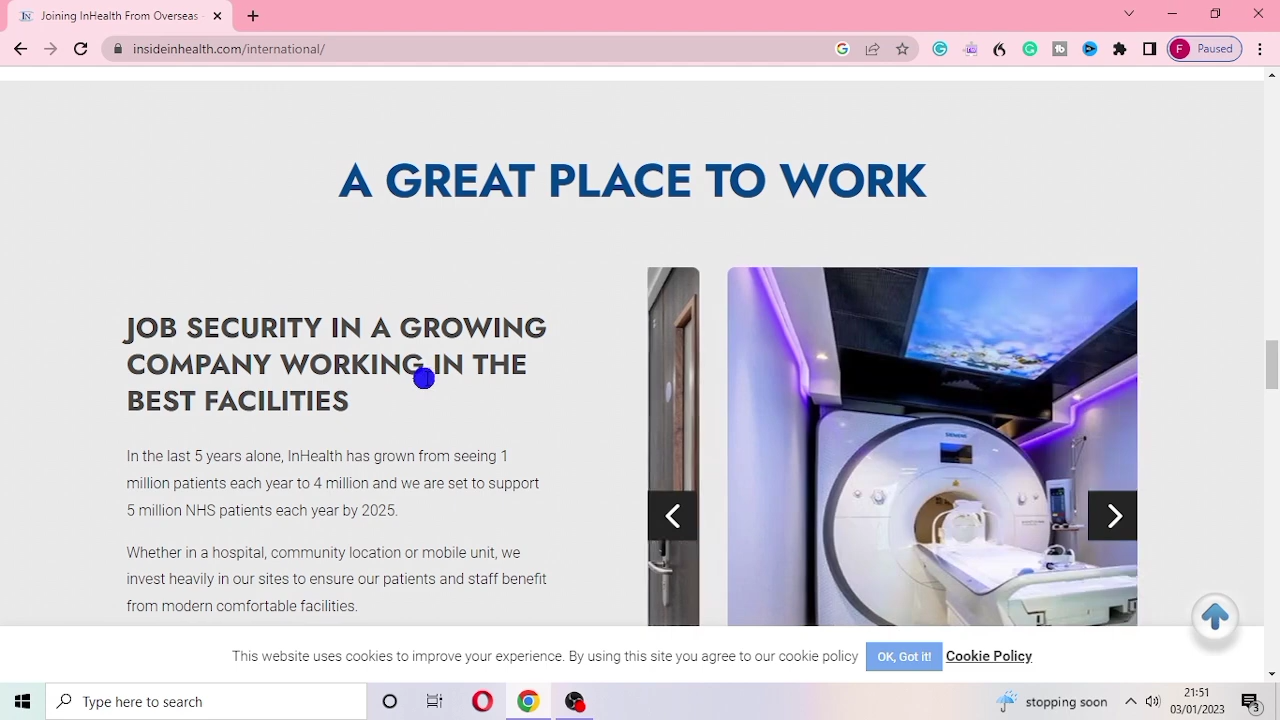 Joining InHealth From Overseas
insideinhealth.com/international/
F
Paused
A GREAT PLACE TO WORK
JOB SECURITY IN A GROWING
COMPANY WORKING IN THE
BEST FACILITIES
In the last 5 years alone, InHealth has grown from seeing 1
million patients each year to 4 million and we are set to support
5 million NHS patients each year by 2025.
Whether in a hospital, community location or mobile unit, we
invest heavily in our sites to ensure our patients and staff benefit
from modern comfortable facilities.
SIEMENS
This website uses cookies to improve your experience. By using this site you agree to our cookie policy
OK, Got it!
Cookie Policy
Type here to search
stopping soon
21:51
03/01/2023
3